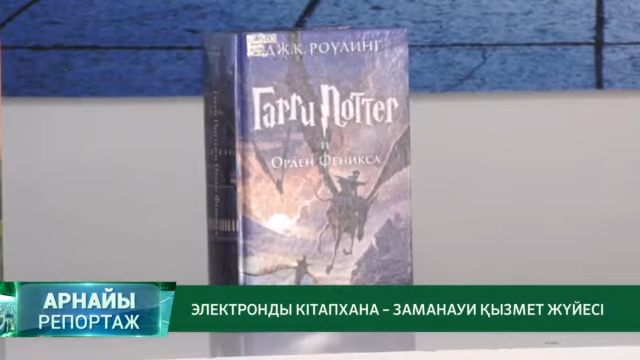 ДЖ.К. РОУЛИНГ
Гарри Поттер
и
Орден Феникса
АРНАЙЫ
РЕПОРТАЖ
ЭЛЕКТРОНДЫ КІТАПХАНА – ЗАМАНАУИ ҚЫЗМЕТ ЖҮЙЕСІ